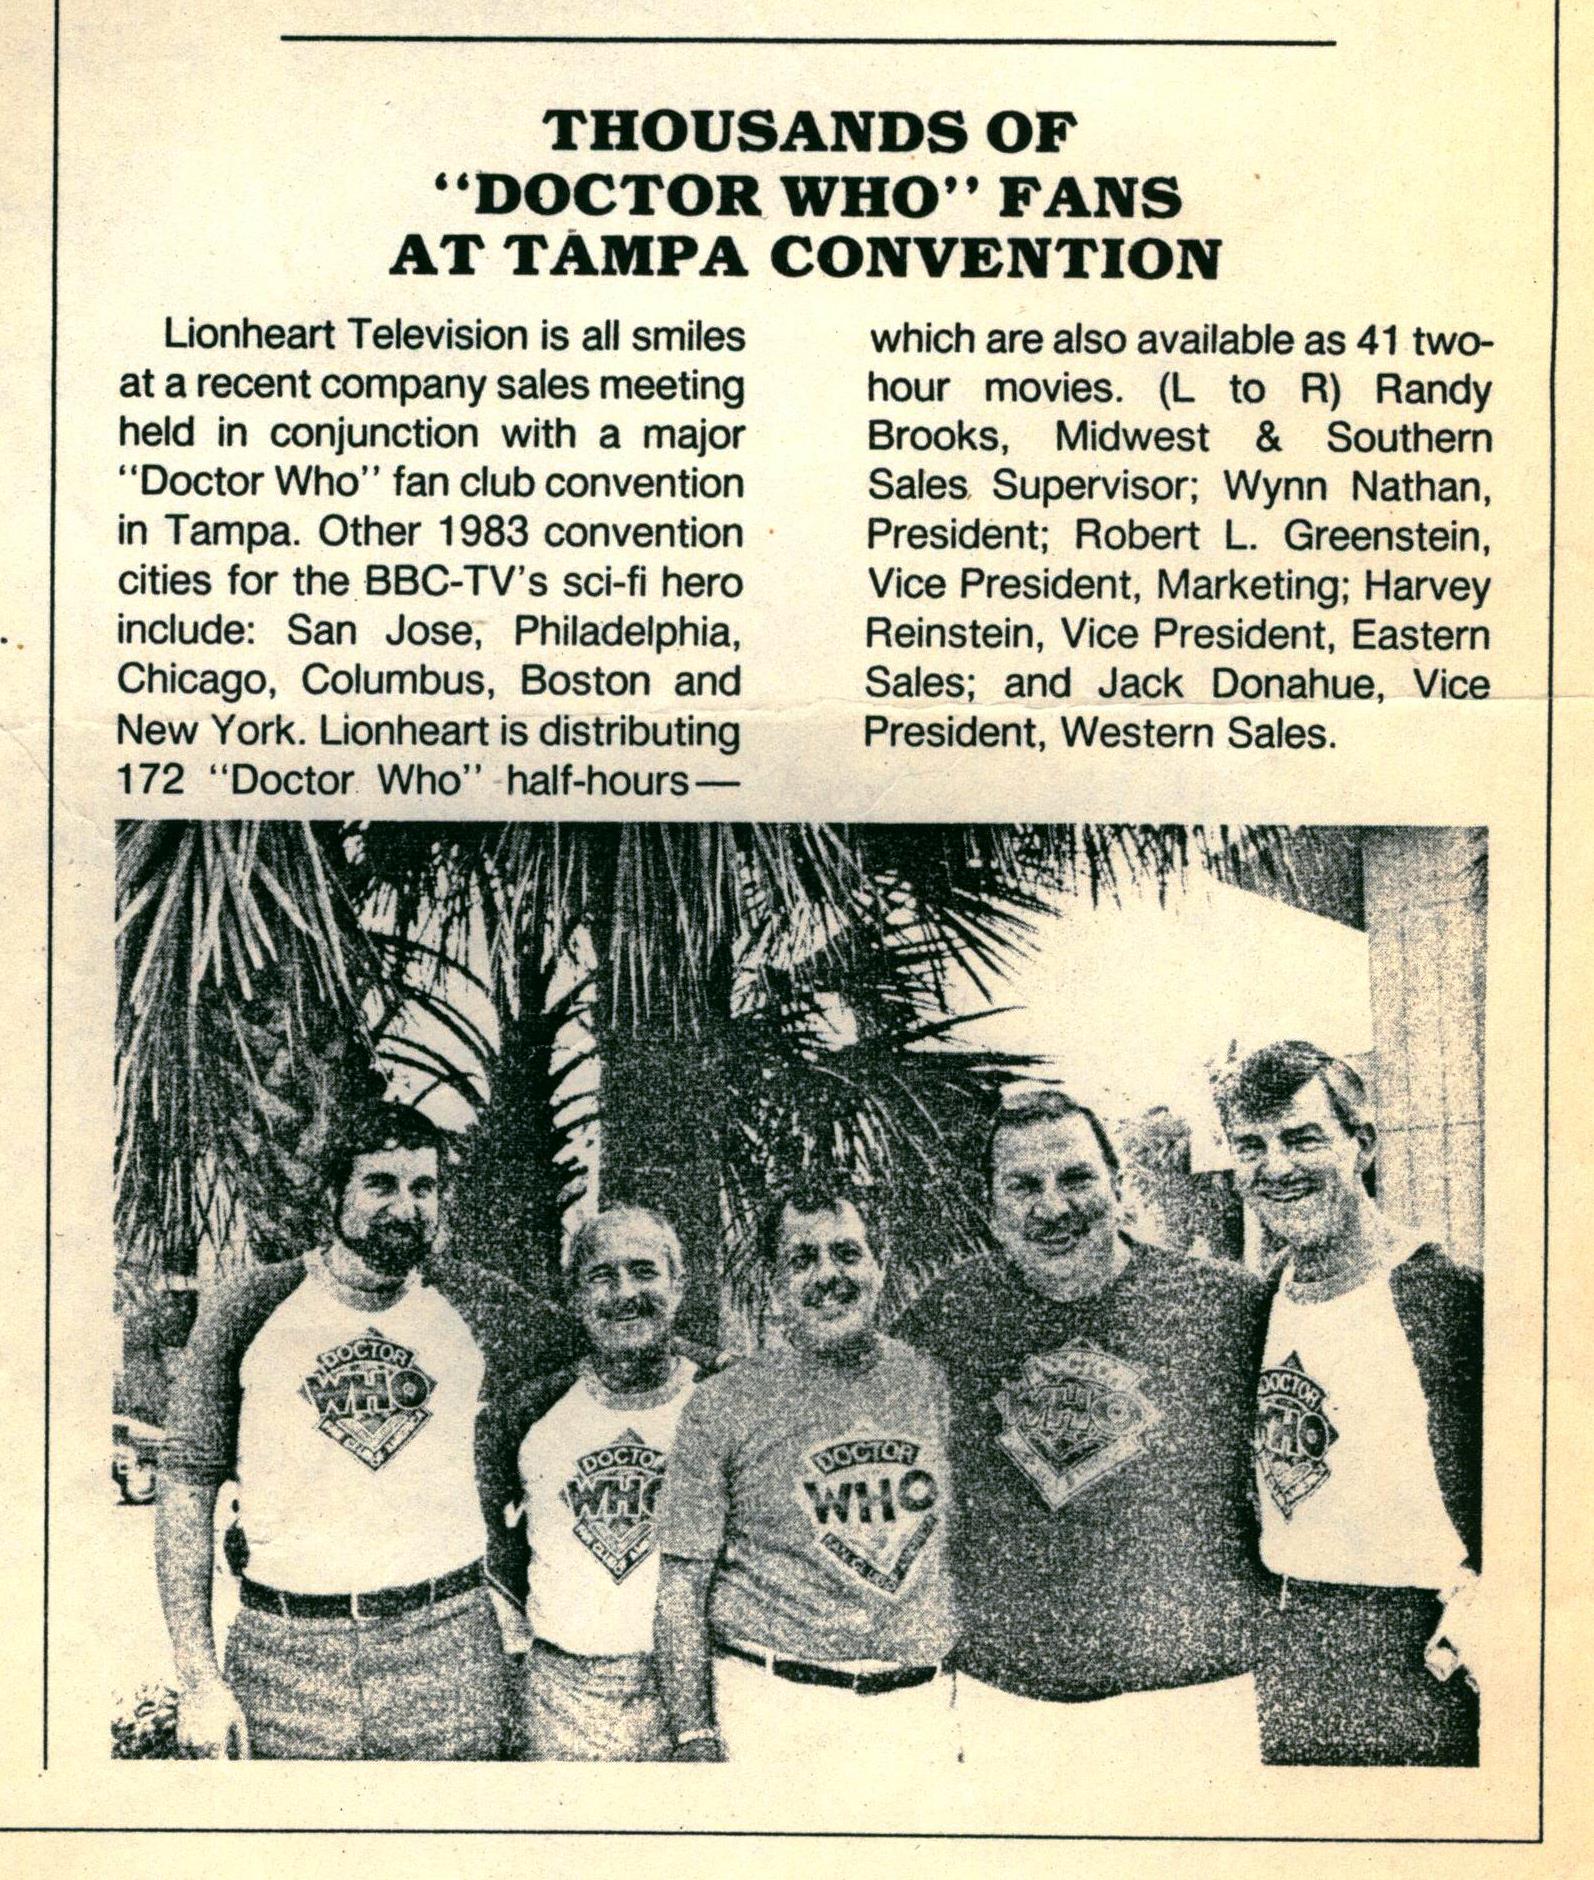 THOUSANDS OF
“DOCTOR WHO” FANS
AT TAMPA CONVENTION
Lionheart Television is all smiles
at a recent company sales meeting
held in conjunction with a major
“Doctor Who” fan club convention
in Tampa. Other 1983 convention
cities for the BBC-TV’s sci-fi hero
include: San Jose, Philadelphia,
Chicago, Columbus, Boston and
New York. Lionheart is distributing
172 “Doctor Who” half-hours—
which are also available as 41 two-
hour movies. (L to R) Randy
Brooks, Midwest & Southern
Sales Supervisor; Wynn Nathan,
President; Robert L. Greenstein,
Vice President, Marketing; Harvey
Reinstein, Vice President, Eastern
Sales; and Jack Donahue, Vice
President, Western Sales.
DOCTOR
WHO
DOCTO
WHO
DOCTOR
WHO
DOCTOR
WHO
DOCTOR
WHO